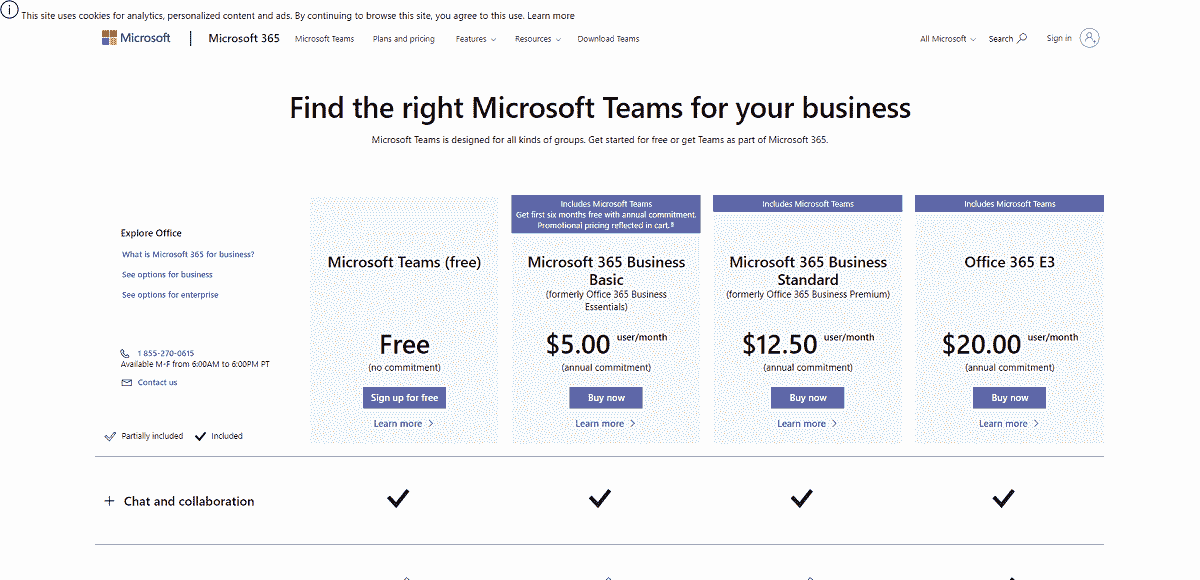 This site uses cookies for analytics, personalized content and ads. By continuing to browse this site, you agree to this use. Learn more
Microsoft
Microsoft 365
Microsoft Teams
Plans and pricing
Features
Resources
Download Teams
All Microsoft
Search
Sign in
Find the right Microsoft Teams for your business
Microsoft Teams is designed for all kinds of groups. Get started for free or get Teams as part of Microsoft 365.
Explore Office
What is Microsoft 365 for business?
See options for business
See options for enterprise
1 855-270-0615
Available M-F from 6:00AM to 6:00PM PT
Contact us
Partially included
Included
Microsoft Teams (free)
Free
(no commitment)
Sign up for free
Learn more
Includes Microsoft Teams
Get first six months free with annual commitment.
Promotional pricing reflected in cart.
Microsoft 365 Business
Basic
(formerly Office 365 Business
Essentials)
$5.00 user/month
(annual commitment)
Buy now
Learn more
Includes Microsoft Teams
Microsoft 365 Business
Standard
(formerly Office 365 Business Premium)
$12.50 user/month
(annual commitment)
Buy now
Learn more
Includes Microsoft Teams
Office 365 E3
$20.00 user/month
(annual commitment)
Buy now
Learn more
Chat and collaboration